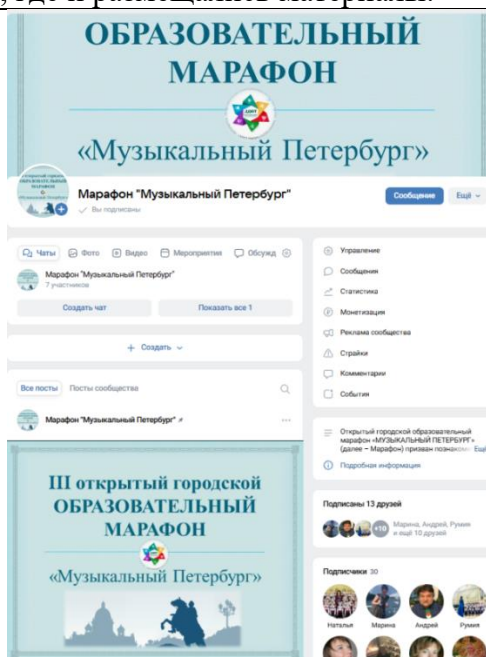 ОБРАЗОВАТЕЛЬНЫЙ
МАРАФОН
«Музыкальный Петербург»
Марафон "Музыкальный Петербург"
Вы подписаны
Сообщение
Ещё
Чаты
Фото
Видео
Мероприятия
Обсужд
Марафон "Музыкальный Петербург"
7 участников
Создать чат
Показать все 1
+ Создать
Все посты
Посты сообщества
Марафон "Музыкальный Петербург"
III открытый городской
ОБРАЗОВАТЕЛЬНЫЙ
МАРАФОН
«Музыкальный Петербург»
Управление
Сообщения
Статистика
Монетизация
Реклама сообщества
Страйки
Комментарии
События
Открытый городской образовательный
марафон «МУЗЫКАЛЬНЫЙ ПЕТЕРБУРГ»
(далее – Марафон) призван познакоми
Подробная информация
Подписаны 13 друзей
+10
Марина, Андрей, Румия
и ещё 10 друзей
Подписчики 30
Наталья
Марина
Андрей
Румия